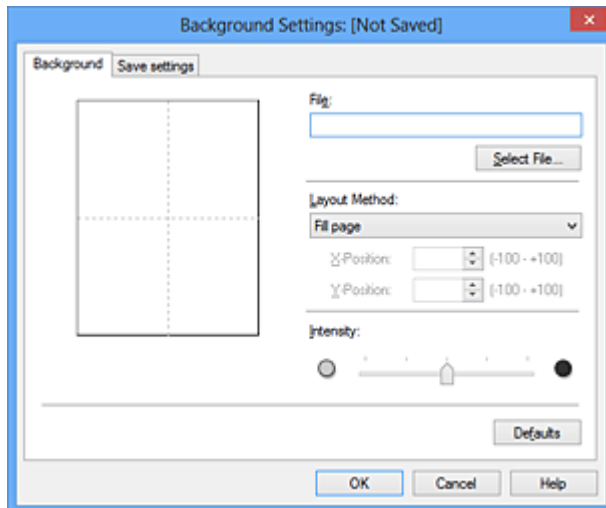 Background Settings: [Not Saved]
Background Save settings
File:
Select File...
Layout Method:
Fill page
X-Position: (-100 - +100)
Y-Position: (-100 - +100)
Intensity:
Defaults
OK Cancel Help